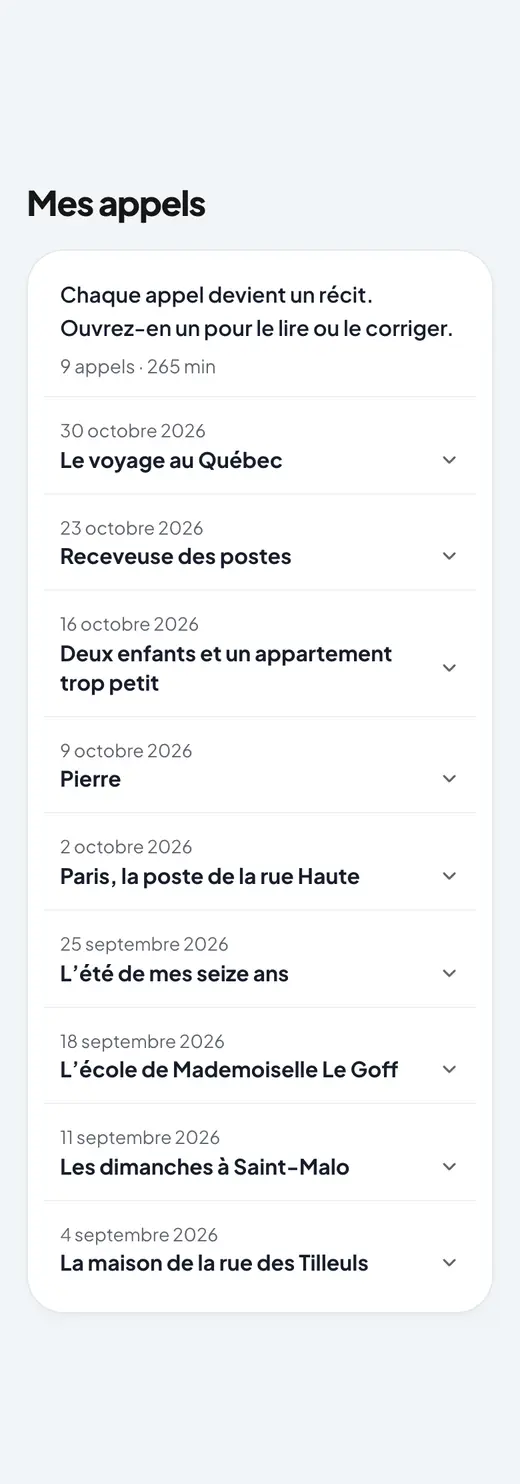 Mes appels
Chaque appel devient un récit.
Ouvrez-en un pour le lire ou le corriger.
9 appels · 265 min
30 octobre 2026
Le voyage au Québec
23 octobre 2026
Receveuse des postes
16 octobre 2026
Deux enfants et un appartement
trop petit
9 octobre 2026
Pierre
2 octobre 2026
Paris, la poste de la rue Haute
25 septembre 2026
L’été de mes seize ans
18 septembre 2026
L’école de Mademoiselle Le Goff
11 septembre 2026
Les dimanches à Saint-Malo
4 septembre 2026
La maison de la rue des Tilleuls